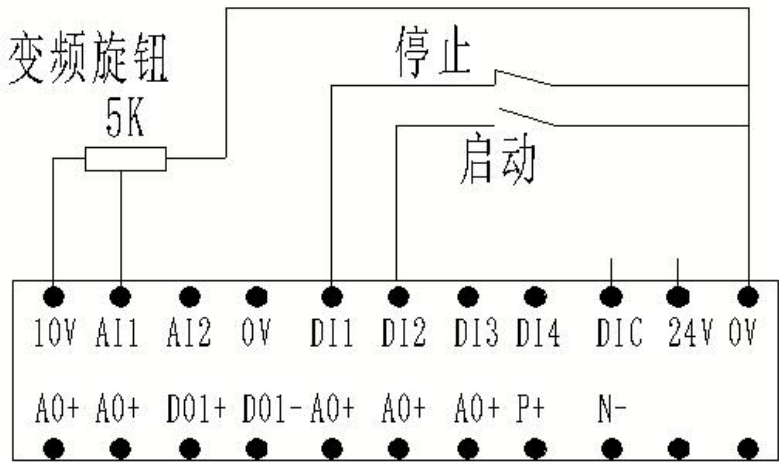 停止
变频旋钮
5K
启动
10V AI1 AI2 0V DI1 DI2 DI3 DI4 DIC 24V 0V
AO+ AO+ DO1+ DO1- AO+ AO+ AO+ P+ N-